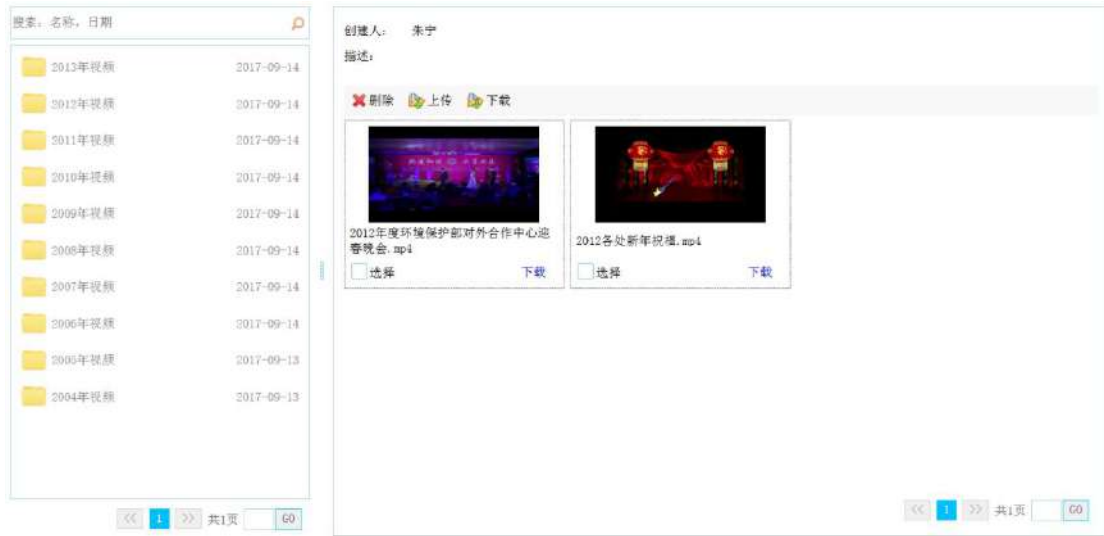 搜索：名称，日期
2013年视频 2017-09-14
2012年视频 2017-09-14
2011年视频 2017-09-14
2010年视频 2017-09-14
2009年视频 2017-09-14
2008年视频 2017-09-14
2007年视频 2017-09-14
2006年视频 2017-09-14
2005年视频 2017-09-13
2004年视频 2017-09-13
<< 1 >> 共1页 GO
创建人： 朱宁
描述：
删除 上传 下载
2012年度环境保护部对外合作中心迎
春晚会.mp4
选择 下载
2012各处新年祝福.mp4
选择 下载
<< 1 >> 共1页 GO